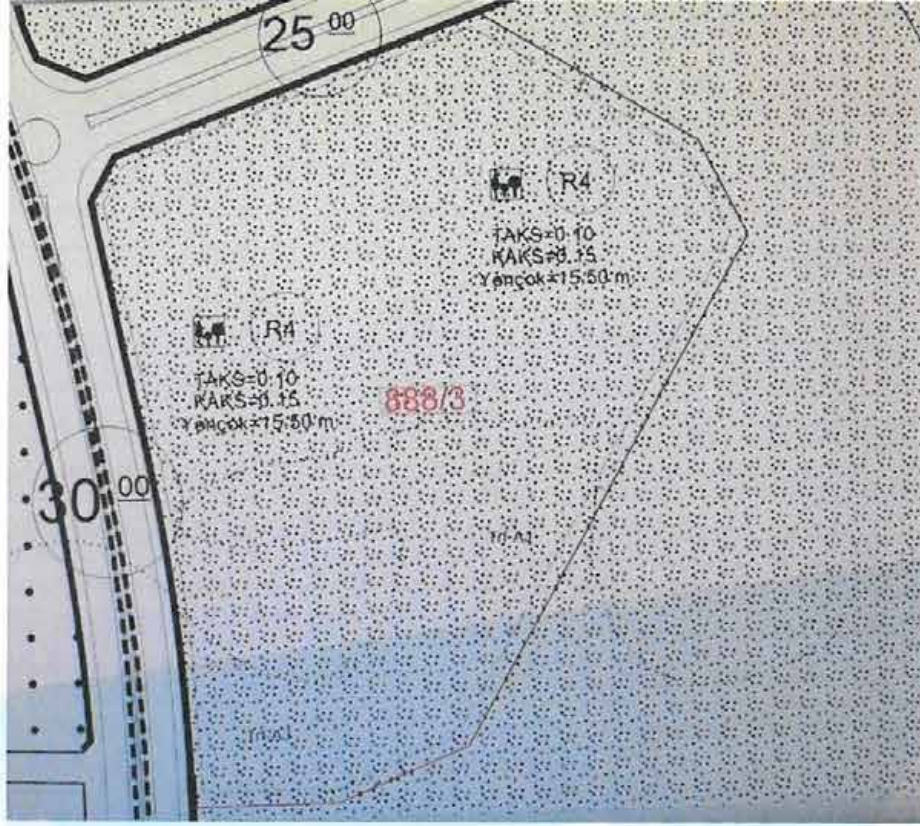 25 00
R4
TAKS=0.10
KAKS=0.15
Yençok=15.50 m
R4
TAKS=0.10
KAKS=0.15
Yençok=15.50 m
888/3
30 00